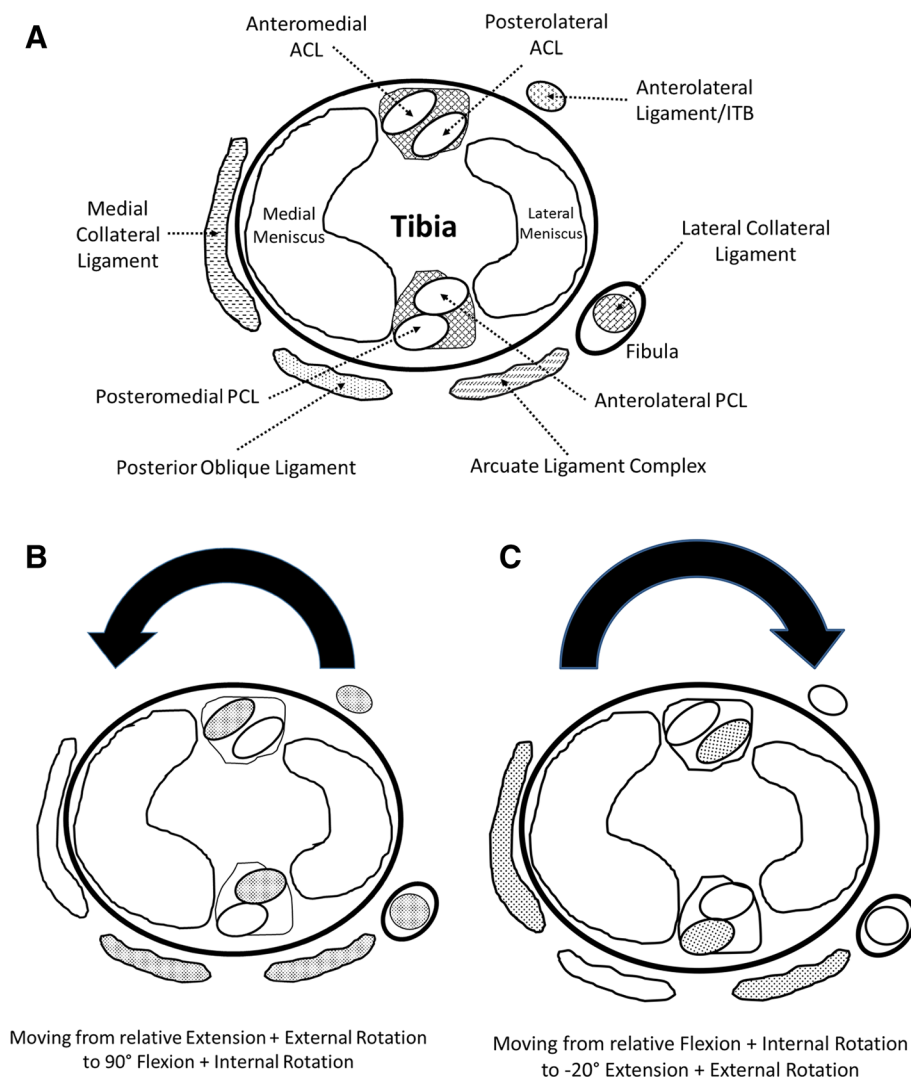 A
Anteromedial
ACL
Posterolateral
ACL
Anterolateral
Ligament/ITB
Medial
Collateral
Ligament
Medial
Meniscus
Tibia
Lateral
Meniscus
Lateral Collateral
Ligament
Fibula
Posteromedial PCL
Anterolateral PCL
Posterior Oblique Ligament
Arcuate Ligament Complex
B
C
Moving from relative Extension + External Rotation
to 90° Flexion + Internal Rotation
Moving from relative Flexion + Internal Rotation
to -20° Extension + External Rotation